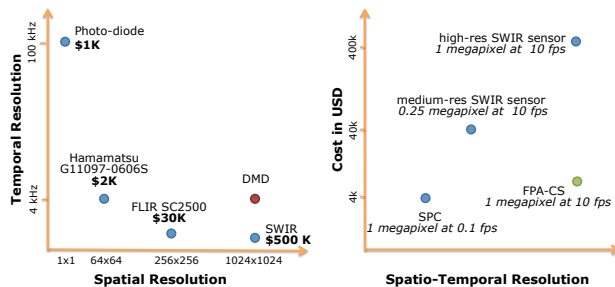 Temporal Resolution
100 kHz
4 kHz
Photo-diode
$1K
Hamamatsu
G11097-0606S
$2K
FLIR SC2500
$30K
DMD
SWIR
$500 K
1x1
64x64
256x256
1024x1024
Spatial Resolution
Cost in USD
400k
40k
4k
high-res SWIR sensor
1 megapixel at 10 fps
medium-res SWIR sensor
0.25 megapixel at 10 fps
FPA-CS
1 megapixel at 10 fps
SPC
1 megapixel at 0.1 fps
Spatio-Temporal Resolution